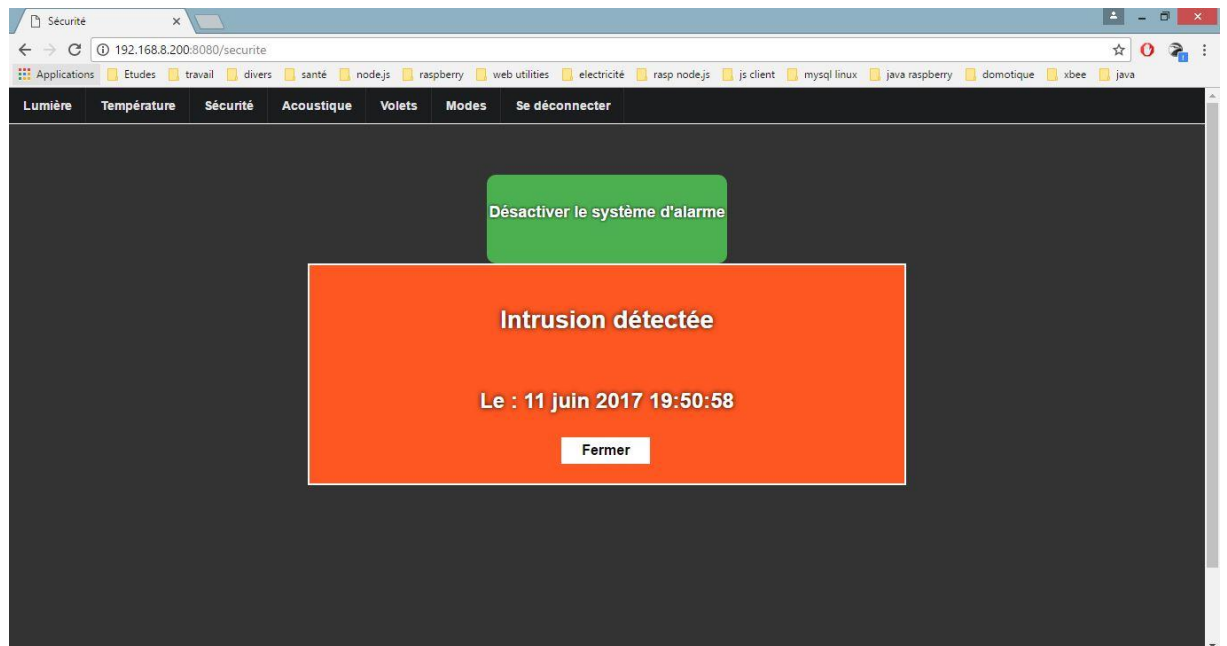 Sécurité
192.168.8.200:8080/securite
Applications Etudes travail divers santé node.js raspberry web utilities electricité rasp node.js js client mysql linux java raspberry domotique xbee java
Lumière Température Sécurité Acoustique Volets Modes Se déconnecter
Désactiver le système d'alarme
Intrusion détectée
Le : 11 juin 2017 19:50:58
Fermer